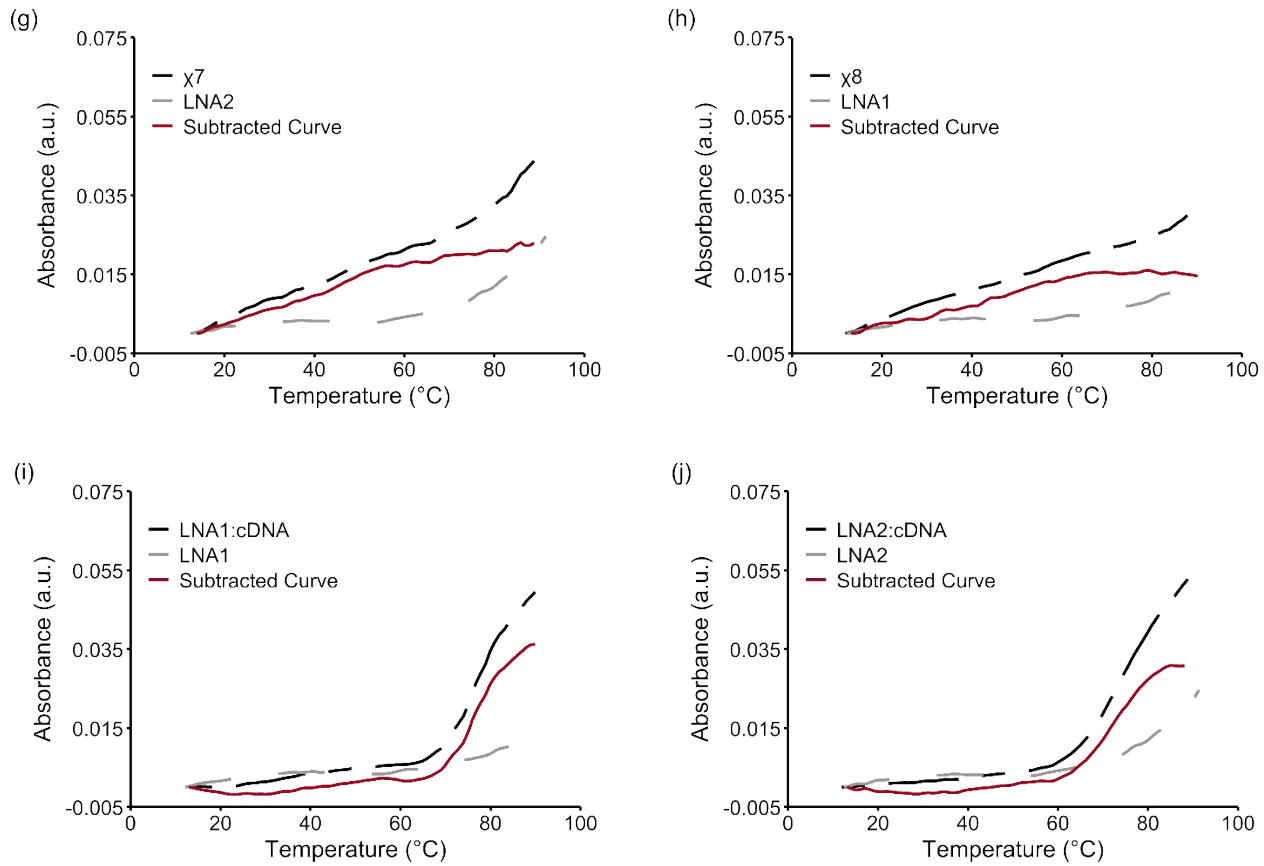 (g)
0.075
0.055
0.035
0.015
-0.005
Absorbance (a.u.)
χ7
LNA2
Subtracted Curve
0 20 40 60 80 100
Temperature (°C)
(h)
0.075
0.055
0.035
0.015
-0.005
Absorbance (a.u.)
χ8
LNA1
Subtracted Curve
0 20 40 60 80 100
Temperature (°C)
(i)
0.075
0.055
0.035
0.015
-0.005
Absorbance (a.u.)
LNA1:cDNA
LNA1
Subtracted Curve
0 20 40 60 80 100
Temperature (°C)
(j)
0.075
0.055
0.035
0.015
-0.005
Absorbance (a.u.)
LNA2:cDNA
LNA2
Subtracted Curve
0 20 40 60 80 100
Temperature (°C)